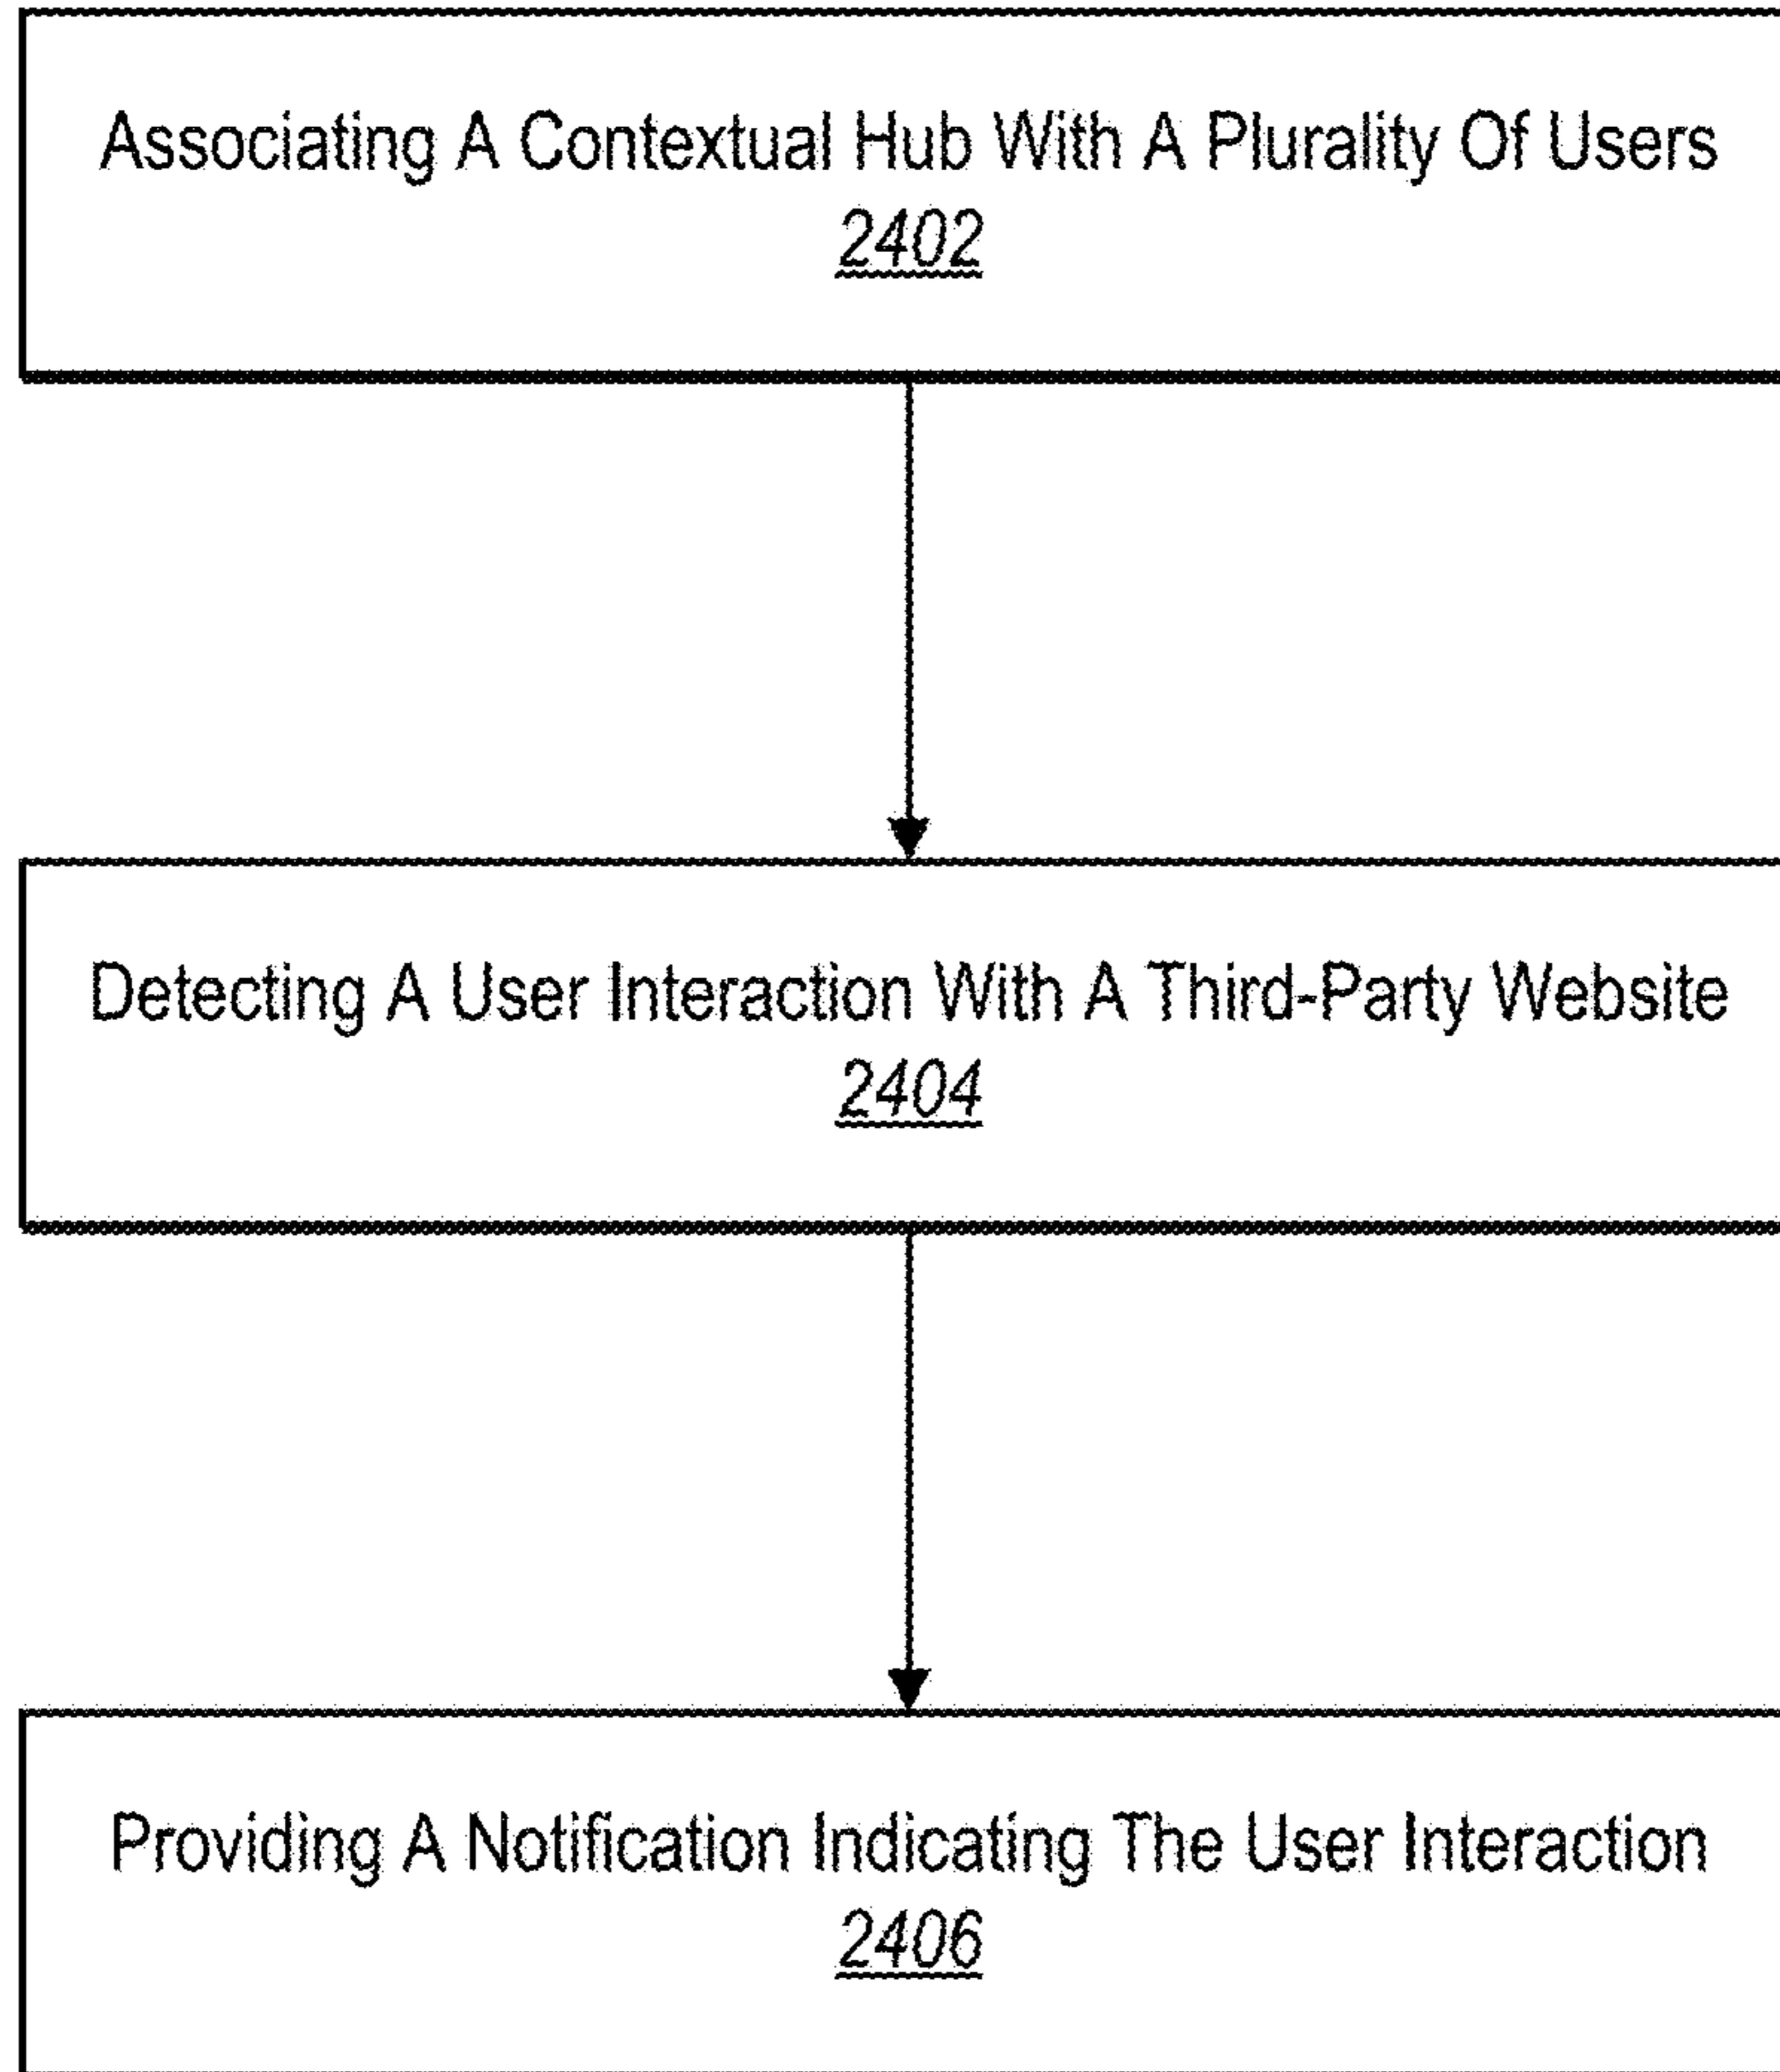 Associating A Contextual Hub With A Plurality Of Users
2402
Detecting A User Interaction With A Third-Party Website
2404
Providing A Notification Indicating The User Interaction
2406